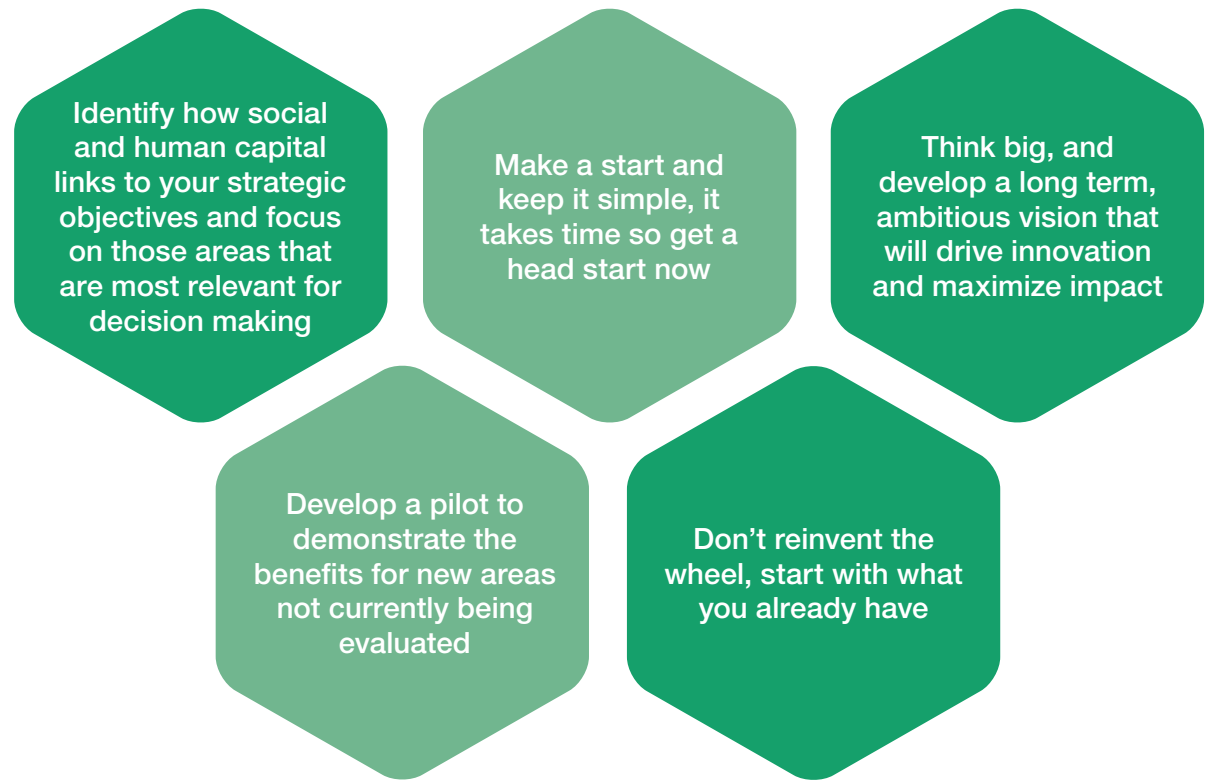 Identify how social
and human capital
links to your strategic
objectives and focus
on those areas that
are most relevant for
decision making
Make a start and
keep it simple, it
takes time so get a
head start now
Think big, and
develop a long term,
ambitious vision that
will drive innovation
and maximize impact
Develop a pilot to
demonstrate the
benefits for new areas
not currently being
evaluated
Don’t reinvent the
wheel, start with what
you already have